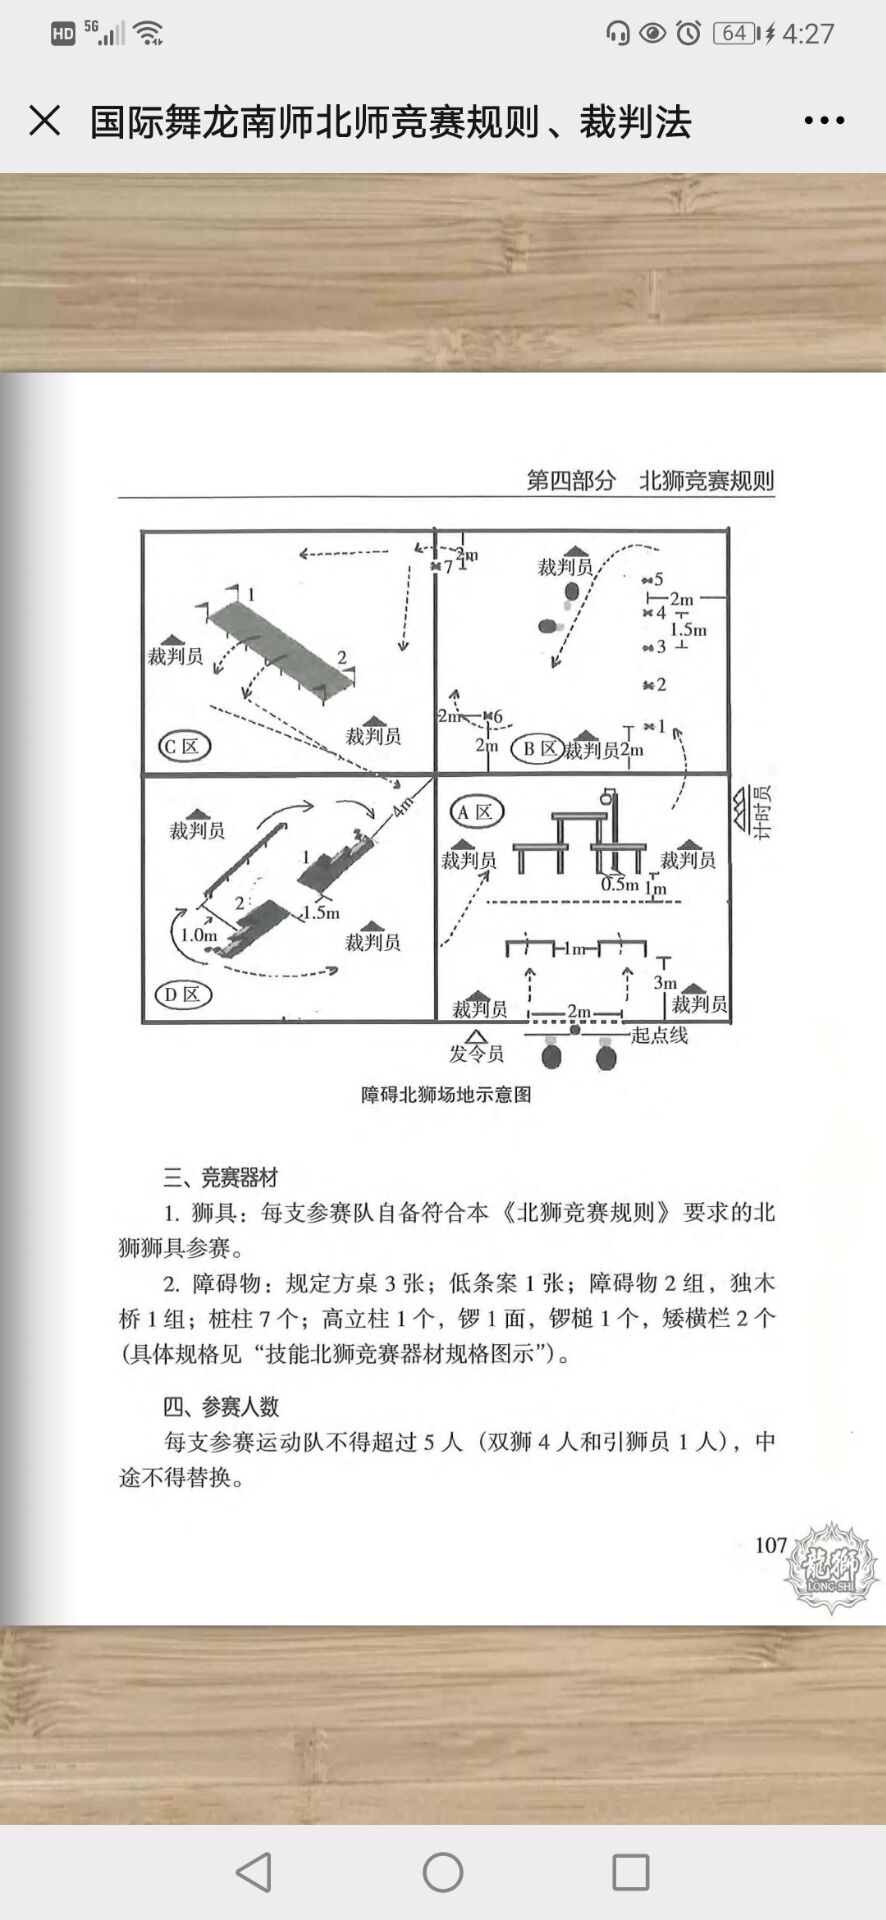 HD 5G 64 4:27
国际舞龙南师北师竞赛规则、裁判法
第四部分 北狮竞赛规则
1
2
裁判员
裁判员
C区
2m
7
裁判员
5
2m
4
1.5m
3
2
2m
6
2m
B区
裁判员
2m
1
裁判员
4m
1
2
1.5m
1.0m
裁判员
D区
A区
裁判员
裁判员
0.5m
1m
1m
3m
裁判员
2m
裁判员
计时员
发令员
起点线
障碍北狮场地示意图
三、竞赛器材
1. 狮具：每支参赛队自备符合本《北狮竞赛规则》要求的北
狮狮具参赛。
2. 障碍物：规定方桌 3 张；低条案 1 张；障碍物 2 组，独木
桥 1 组；桩柱 7 个；高立柱 1 个，锣 1 面，锣槌 1 个，矮横栏 2 个
(具体规格见“技能北狮竞赛器材规格图示”)。
四、参赛人数
每支参赛运动队不得超过 5 人（双狮 4 人和引狮员 1 人），中
途不得替换。
107
龍獅
LONG-SHI